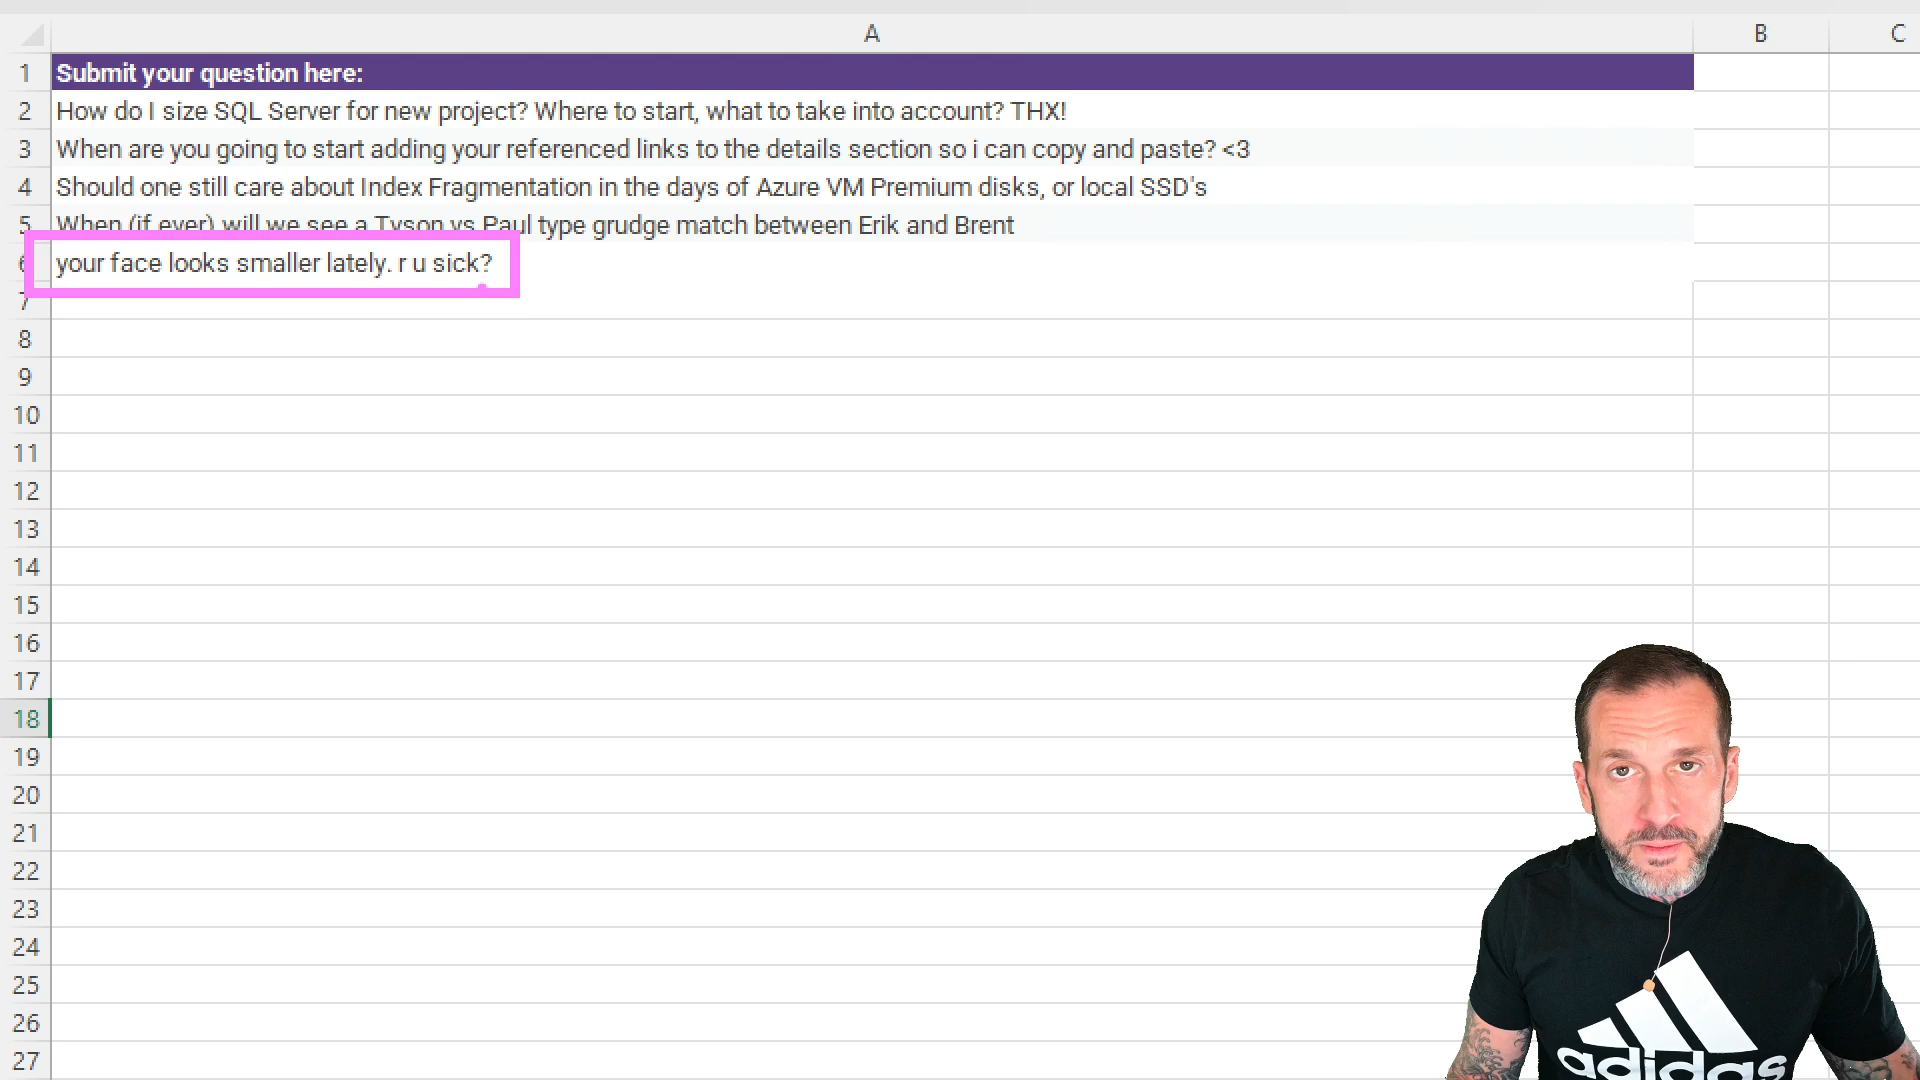 A B C
1 Submit your question here:
2 How do I size SQL Server for new project? Where to start, what to take into account? THX!
3 When are you going to start adding your referenced links to the details section so i can copy and paste? <3
4 Should one still care about Index Fragmentation in the days of Azure VM Premium disks, or local SSD's
5 When (if ever) will we see a Tyson vs Paul type grudge match between Erik and Brent
6 your face looks smaller lately. r u sick?
7
8
9
10
11
12
13
14
15
16
17
18
19
20
21
22
23
24
25
26
27
adidas